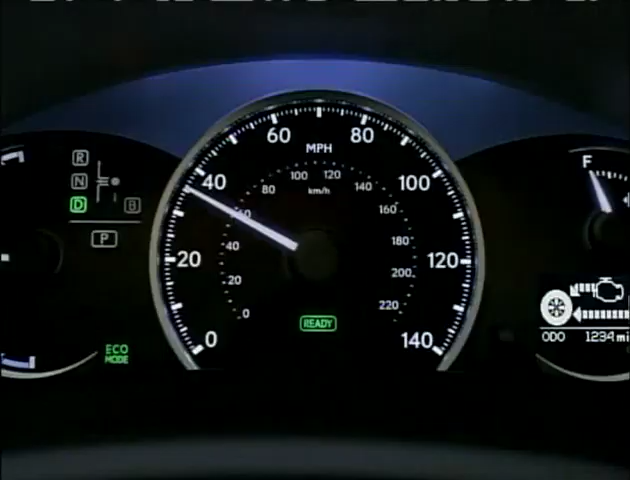 60 80
MPH
R
N
D B
P
40 100
100 120
80 km/h 140
60 160
20 40 180 120
20 200
0 220
READY
0 140
ECO
MODE
F
ODO 1234 mi